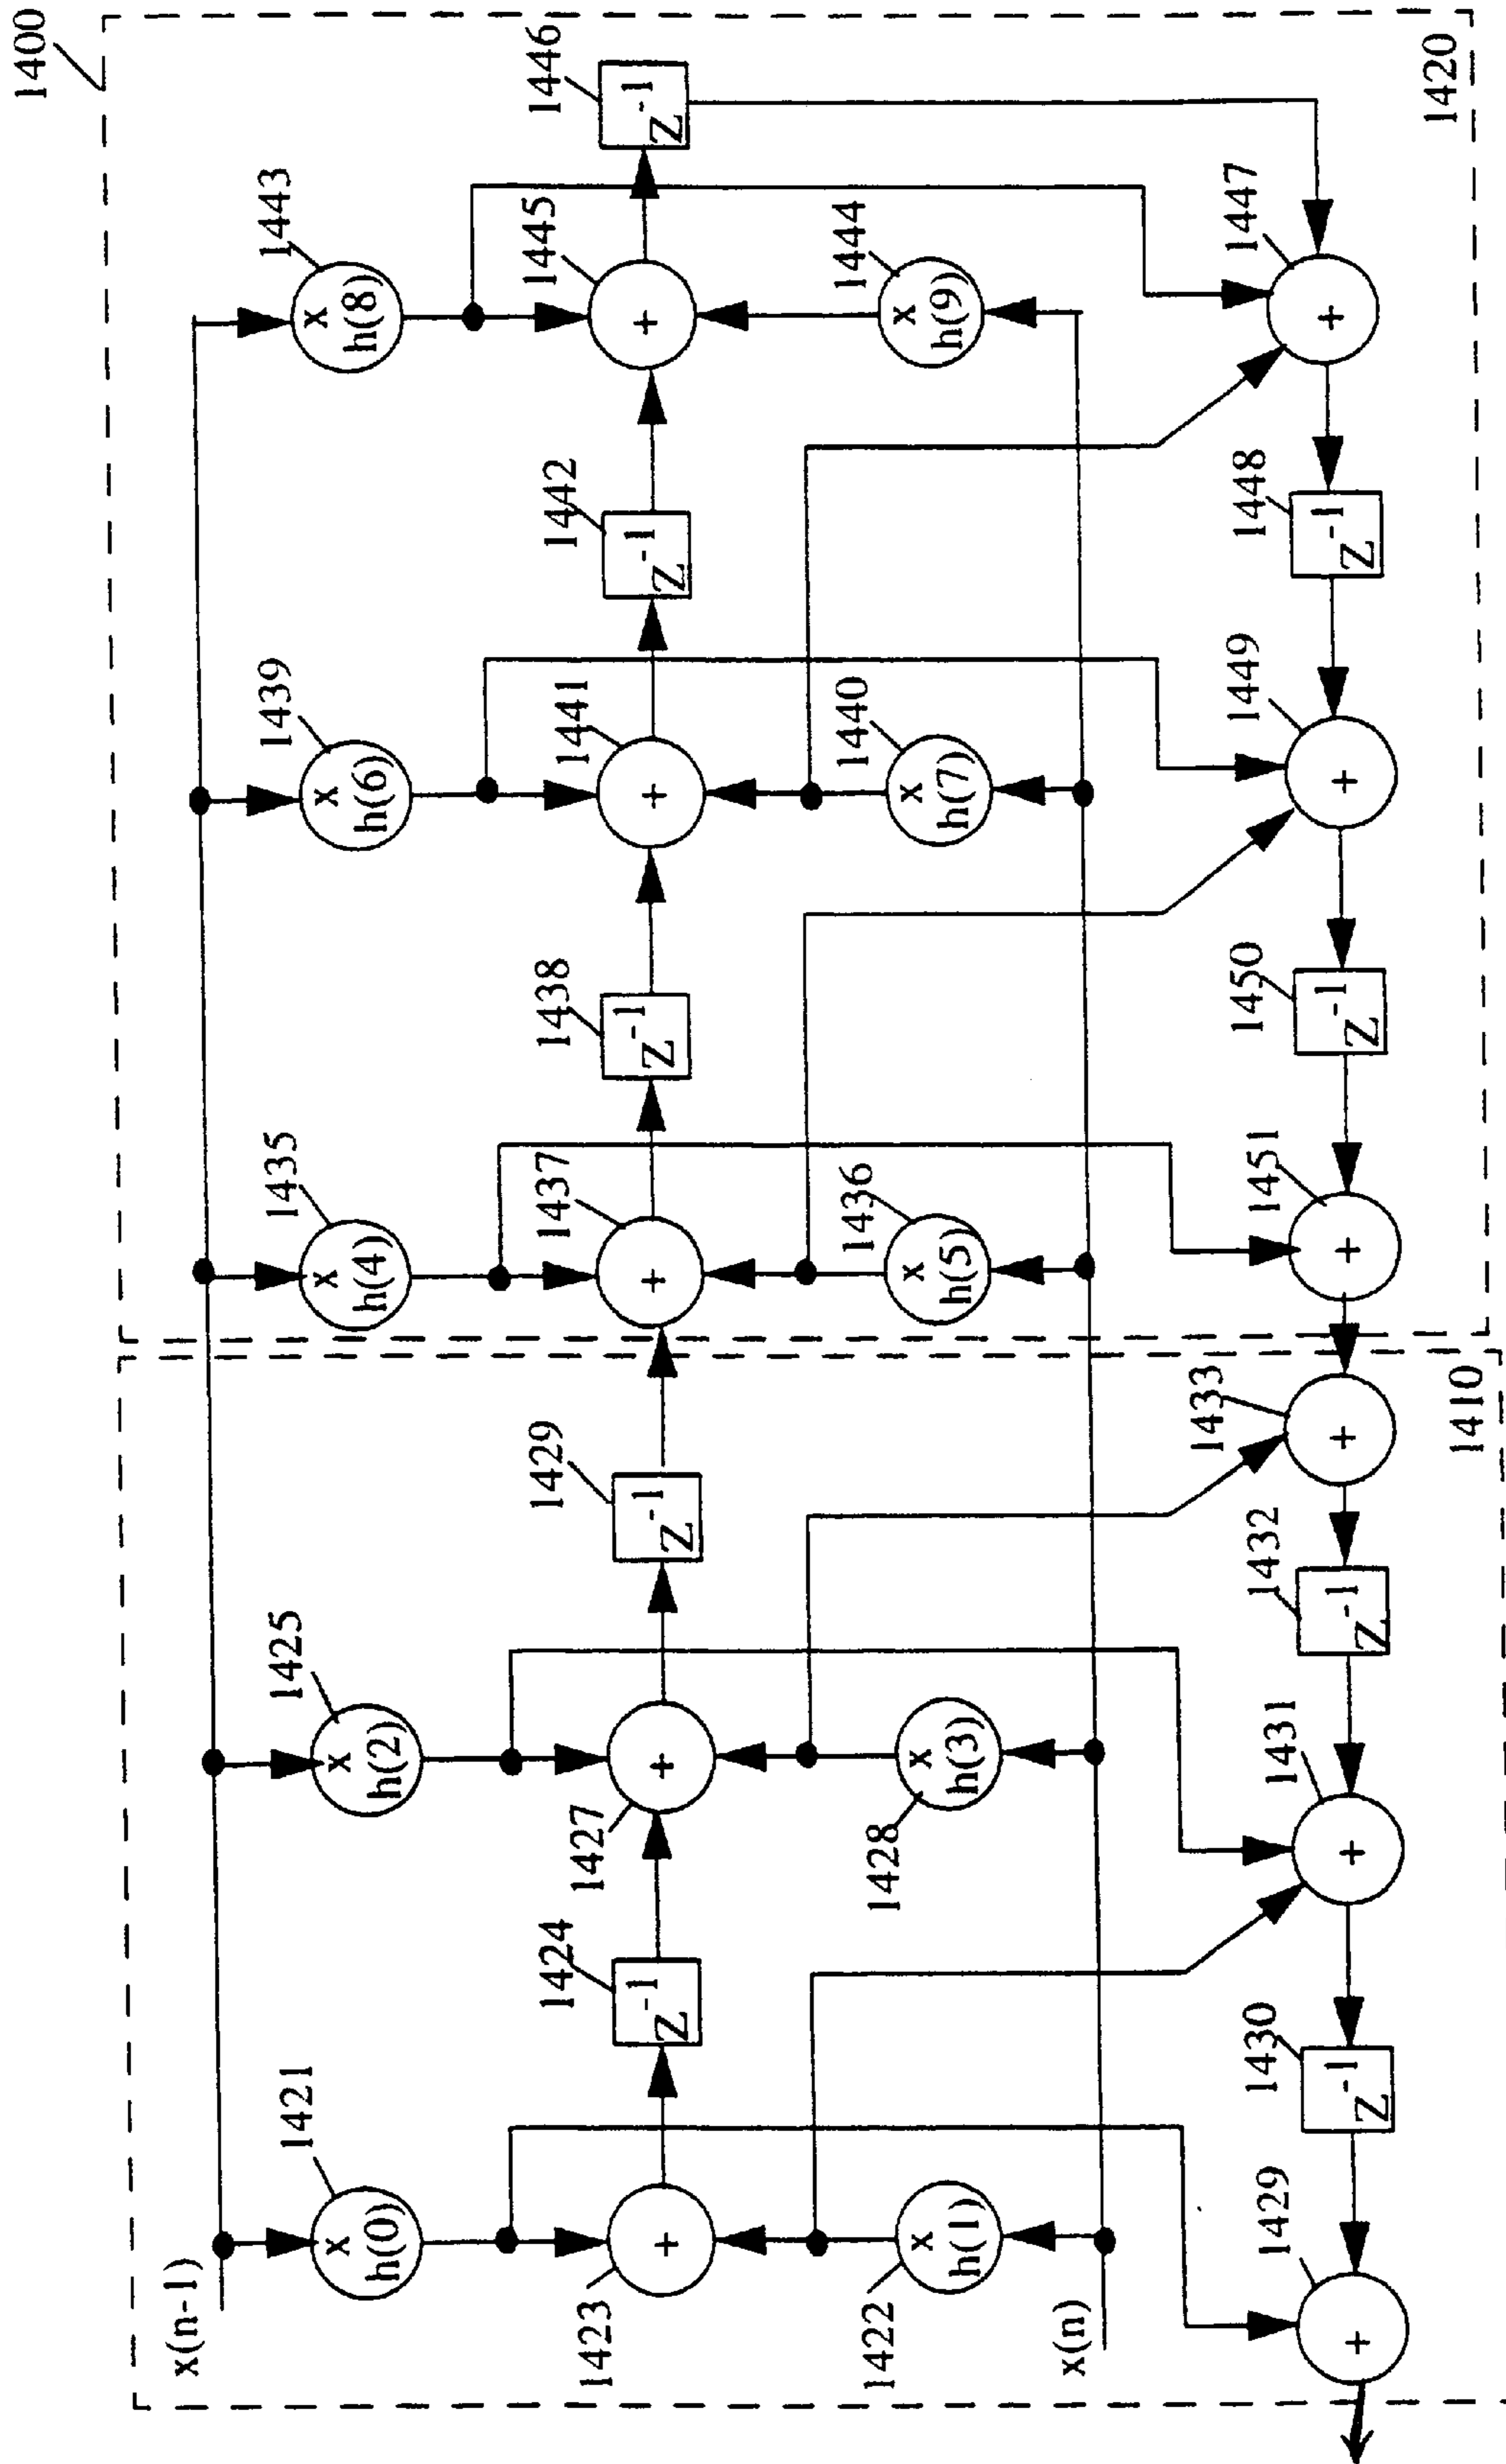 1400
x(n-1)
1421
x
h(0)
1425
x
h(2)
1435
x
h(4)
1439
x
h(6)
1443
x
h(8)
1423
+
1424
Z-1
1427
+
1429
Z-1
1437
+
1438
Z-1
1441
+
1442
Z-1
1445
+
1446
Z-1
1422
x
h(1)
1428
x
h(3)
1436
x
h(5)
1440
x
h(7)
1444
x
h(9)
x(n)
1429
+
1430
Z-1
1431
+
1432
Z-1
1433
+
1451
+
1450
Z-1
1449
+
1448
Z-1
1447
+
1410
1420